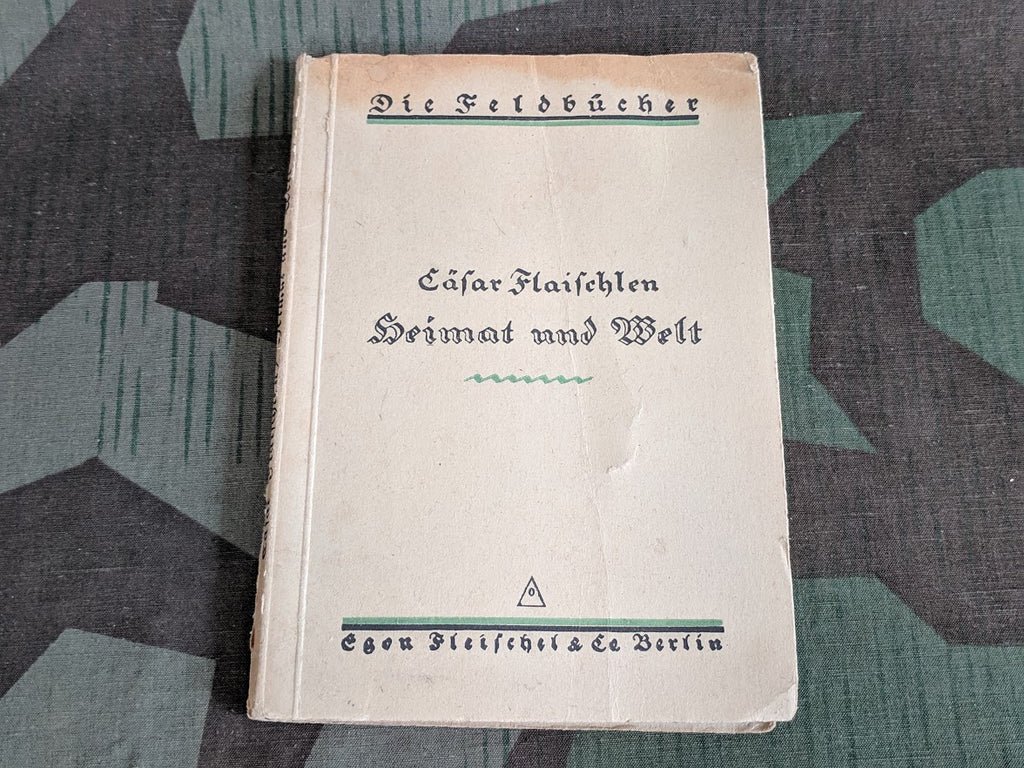 Die Feldbücher
Cäsar Flaischlen
Heimat und Welt
Egon Fleischel & Co Berlin